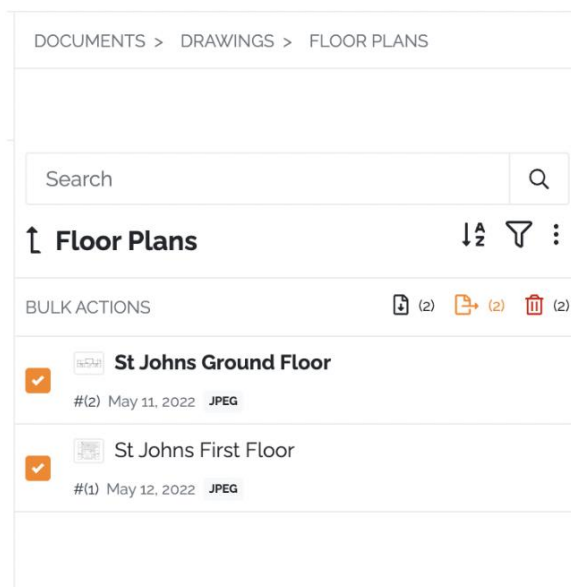 DOCUMENTS > DRAWINGS > FLOOR PLANS
Search
Floor Plans
BULK ACTIONS (2) (2) (2)
St Johns Ground Floor
#(2) May 11, 2022 JPEG
St Johns First Floor
#(1) May 12, 2022 JPEG